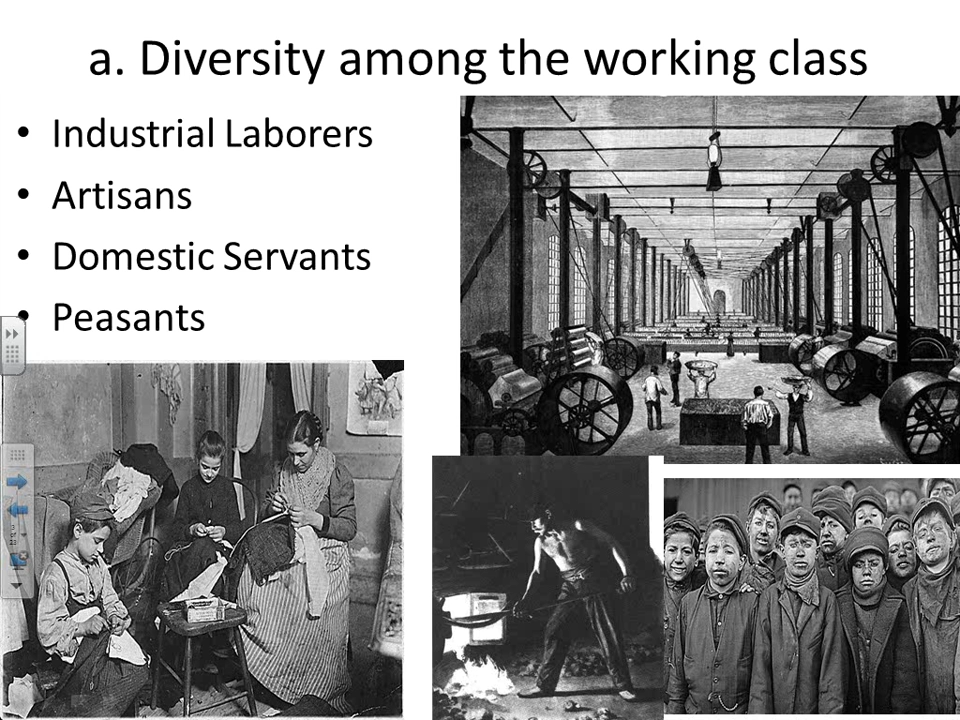 a. Diversity among the working class
• Industrial Laborers
• Artisans
• Domestic Servants
• Peasants